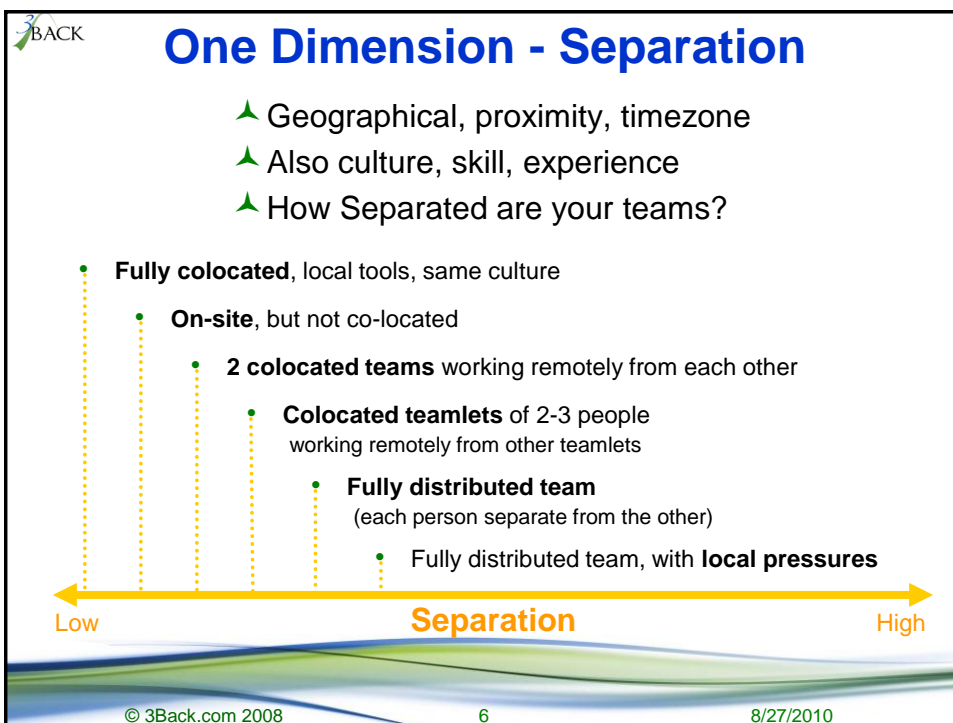 3BACK
One Dimension - Separation
Geographical, proximity, timezone
Also culture, skill, experience
How Separated are your teams?
Fully colocated, local tools, same culture
On-site, but not co-located
2 colocated teams working remotely from each other
Colocated teamlets of 2-3 people
working remotely from other teamlets
Fully distributed team
(each person separate from the other)
Fully distributed team, with local pressures
Low Separation High
© 3Back.com 2008 6 8/27/2010